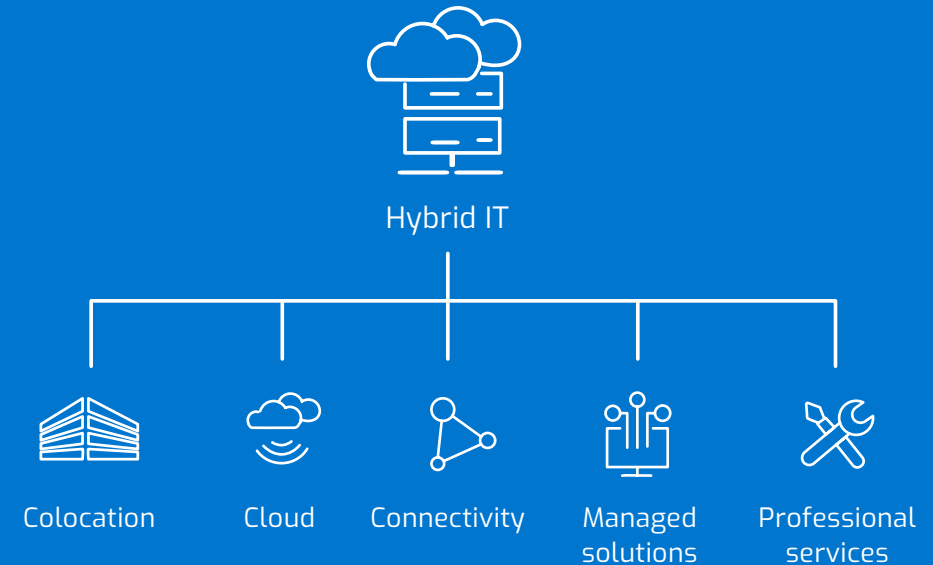 Hybrid IT
Colocation
Cloud
Connectivity
Managed
solutions
Professional
services